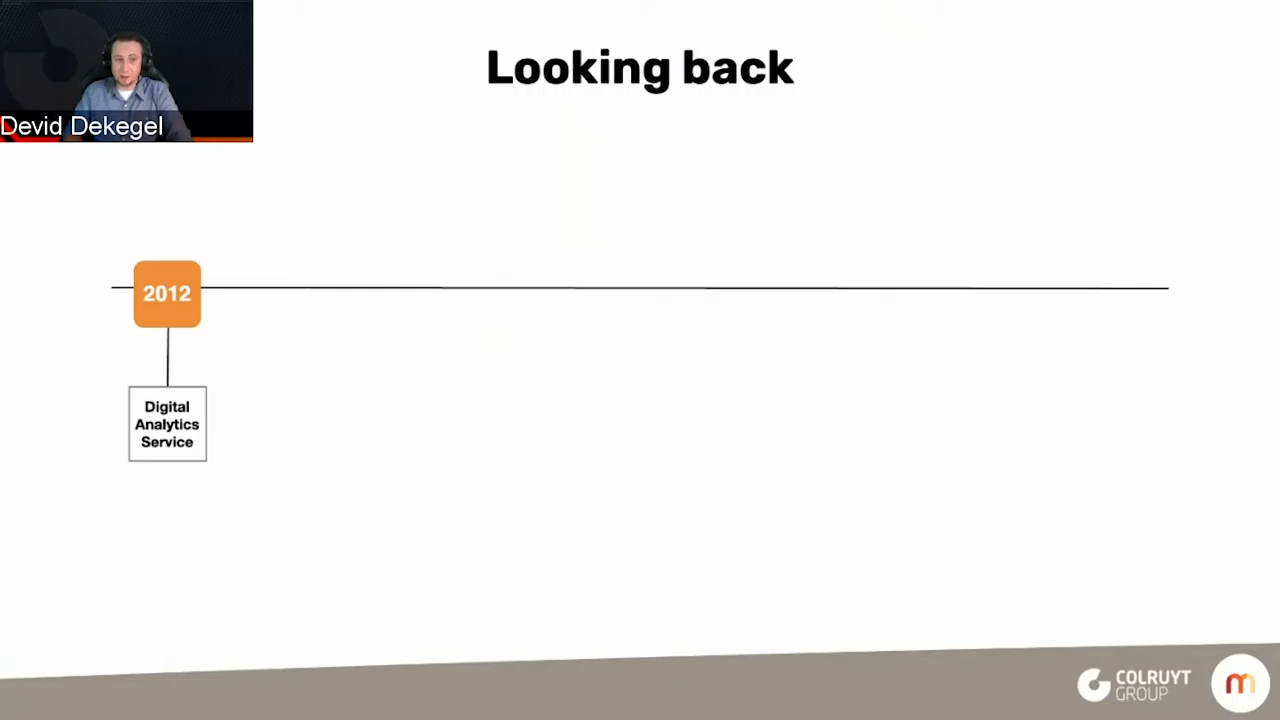 Looking back
Devid Dekegel
2012
Digital
Analytics
Service
COLRUYT
GROUP
m